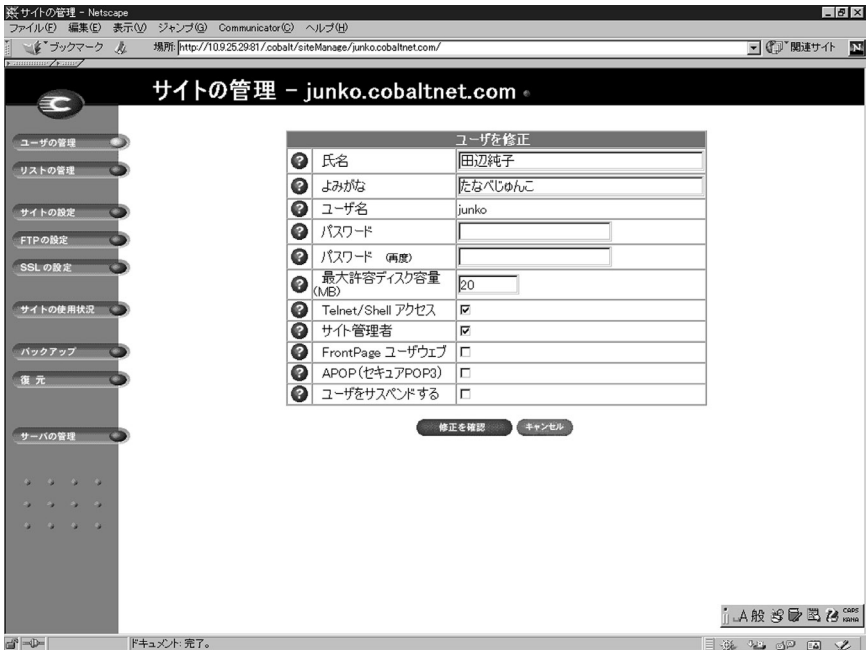 サイトの管理 - Netscape
ファイル(F) 編集(E) 表示(V) ジャンプ(G) Communicator(C) ヘルプ(H)
ブックマーク 場所: http://10.9.25.29:81/.cobalt/siteManage/junko.cobaltnet.com/ 関連サイト N
サイトの管理 - junko.cobaltnet.com
ユーザの管理
リストの管理
サイトの設定
FTPの設定
SSLの設定
サイトの使用状況
バックアップ
復元
サーバの管理
ユーザを修正
? 氏名 田辺純子
? よみがな たなべじゅんこ
? ユーザ名 junko
? パスワード
? パスワード (再度)
? 最大許容ディスク容量
(MB) 20
? Telnet/Shell アクセス
? サイト管理者
? FrontPage ユーザウェブ
? APOP(セキュアPOP3)
? ユーザをサスペンドする
修正を確認 キャンセル
A般 CAPS
KANA
ドキュメント: 完了。